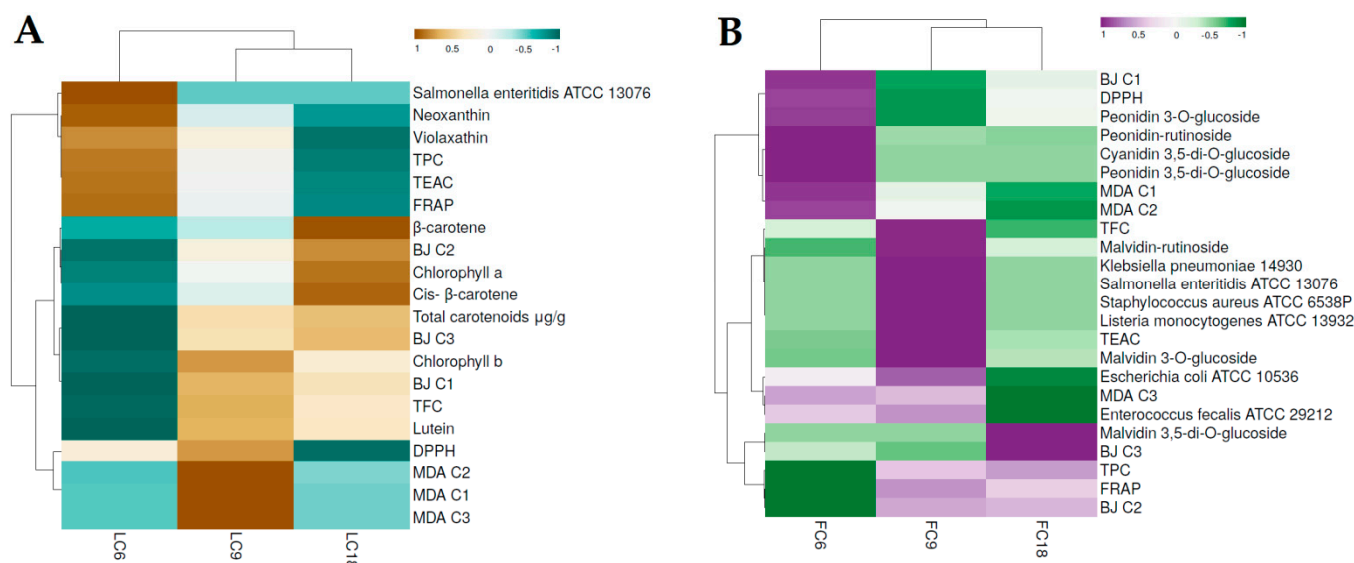 A
1 0.5 0 -0.5 -1
Salmonella enteritidis ATCC 13076
Neoxanthin
Violaxathin
TPC
TEAC
FRAP
β-carotene
BJ C2
Chlorophyll a
Cis- β-carotene
Total carotenoids µg/g
BJ C3
Chlorophyll b
BJ C1
TFC
Lutein
DPPH
MDA C2
MDA C1
MDA C3
LC6
LC9
LC18
B
1 0.5 0 -0.5 -1
BJ C1
DPPH
Peonidin 3-O-glucoside
Peonidin-rutinoside
Cyanidin 3,5-di-O-glucoside
Peonidin 3,5-di-O-glucoside
MDA C1
MDA C2
TFC
Malvidin-rutinoside
Klebsiella pneumoniae 14930
Salmonella enteritidis ATCC 13076
Staphylococcus aureus ATCC 6538P
Listeria monocytogenes ATCC 13932
TEAC
Malvidin 3-O-glucoside
Escherichia coli ATCC 10536
MDA C3
Enterococcus fecalis ATCC 29212
Malvidin 3,5-di-O-glucoside
BJ C3
TPC
FRAP
BJ C2
FC6
FC9
FC18